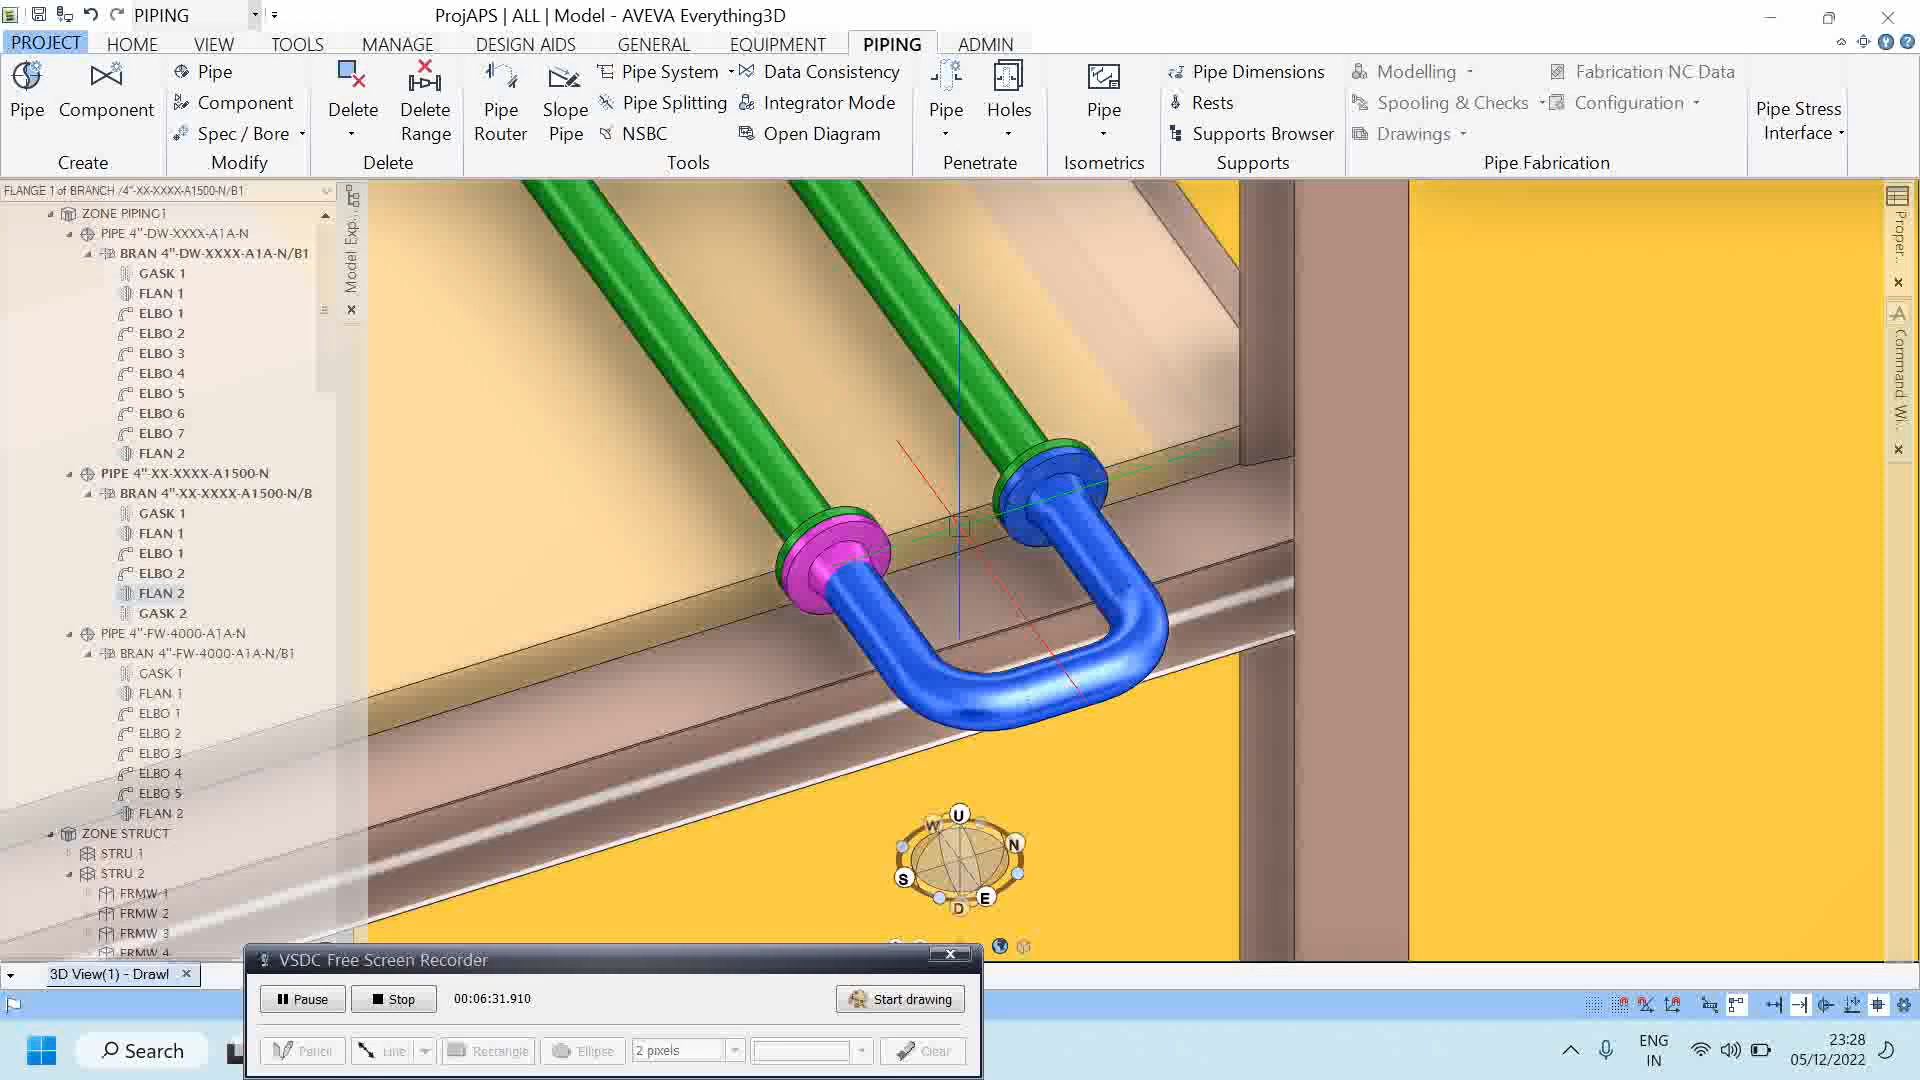 PIPING
ProjAPS | ALL | Model - AVEVA Everything3D
PROJECT HOME VIEW TOOLS MANAGE DESIGN AIDS GENERAL EQUIPMENT PIPING ADMIN
Pipe
Component
Create
Pipe
Component
Spec / Bore
Modify
Delete
Delete Range
Delete
Pipe Router
Slope Pipe
Pipe System
Pipe Splitting
NSBC
Data Consistency
Integrator Mode
Open Diagram
Tools
Pipe
Holes
Penetrate
Pipe
Isometrics
Pipe Dimensions
Rests
Supports Browser
Supports
Modelling
Spooling & Checks
Drawings
Fabrication NC Data
Configuration
Pipe Fabrication
Pipe Stress
Interface
FLANGE 1 of BRANCH /4"-XX-XXXX-A1500-N/B1
ZONE PIPING1
PIPE 4"-DW-XXXX-A1A-N
BRAN 4"-DW-XXXX-A1A-N/B1
GASK 1
FLAN 1
ELBO 1
ELBO 2
ELBO 3
ELBO 4
ELBO 5
ELBO 6
ELBO 7
FLAN 2
PIPE 4"-XX-XXXX-A1500-N
BRAN 4"-XX-XXXX-A1500-N/B
GASK 1
FLAN 1
ELBO 1
ELBO 2
FLAN 2
GASK 2
PIPE 4"-FW-4000-A1A-N
BRAN 4"-FW-4000-A1A-N/B1
GASK 1
FLAN 1
ELBO 1
ELBO 2
ELBO 3
ELBO 4
ELBO 5
FLAN 2
ZONE STRUCT
STRU 1
STRU 2
FRMW 1
FRMW 2
FRMW 3
FRMW 4
Model Exp...
Proper...
Command Wi...
U
W
N
S
E
D
3D View(1) - Drawl
VSDC Free Screen Recorder
Pause
Stop
00:06:31.910
Start drawing
Pencil
Line
Rectangle
Ellipse
2 pixels
Clear
Search
ENG
IN
23:28
05/12/2022